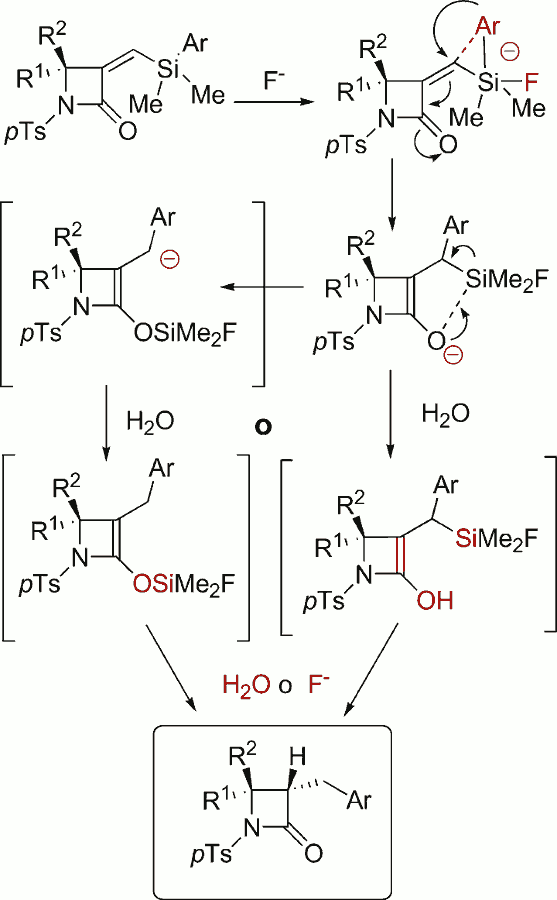 R² Ar
R¹ Si
Me Me
N
pTs O
F⁻
Ar
R² ⊖
R¹ Si F
Me Me
N
pTs O
Ar
R² ⊖
R¹
N
pTs OSiMe₂F
Ar
R²
R¹ SiMe₂F
N
pTs O ⊖
H₂O
o
H₂O
Ar
R²
R¹
N
pTs OSiMe₂F
Ar
R²
R¹ SiMe₂F
N
pTs OH
H₂O o F⁻
R² H
R¹ Ar
N
pTs O